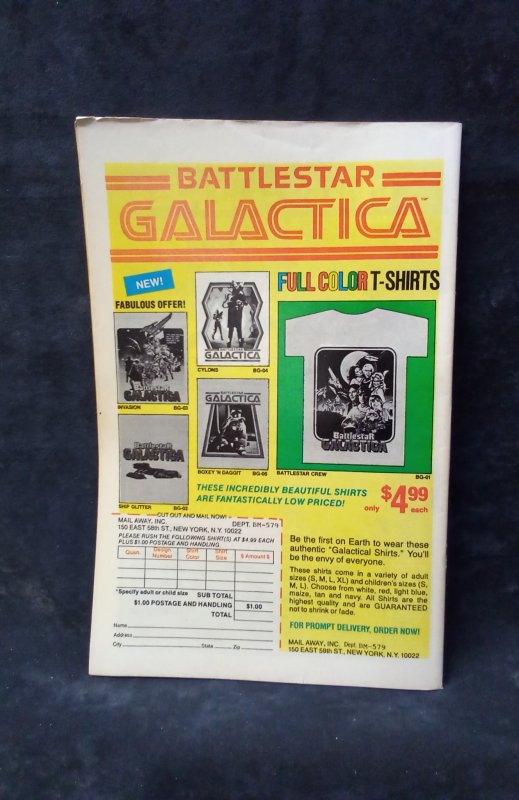 BATTLESTAR
GALACTICA™
NEW!
FABULOUS OFFER!
FULL COLOR T-SHIRTS
Battlestar
GALACTICA
INVASION BG-03
BATTLESTAR
GALACTICA
CYLONS BG-04
Battlestar
GALACTICA
SHIP GLITTER
BATTLESTAR
GALACTICA
BOXEY 'N DAGGIT BG-05
BattlestaR
GALACTICA
BATTLESTAR CREW BG-01
THESE INCREDIBLY BEAUTIFUL SHIRTS
ARE FANTASTICALLY LOW PRICED!
only $4.99 each
CUT OUT AND MAIL NOW!
MAIL AWAY, INC. DEPT. BM-579
150 EAST 58th ST., NEW YORK, N.Y. 10022
PLEASE RUSH THE FOLLOWING SHIRT(S) AT $4.99 EACH
PLUS $1.00 POSTAGE AND HANDLING
Quan. Design Number Shirt Color Shirt Size $ Amount $
*Specify adult or child size SUB TOTAL
$1.00 POSTAGE AND HANDLING $1.00
TOTAL
Name
Address
City State Zip
Be the first on Earth to wear these
authentic "Galactical Shirts." You'll
be the envy of everyone.
These shirts come in a variety of adult
sizes (S, M, L, XL) and children's sizes (S,
M, L). Choose from white, red, light blue,
maize, tan and navy. All Shirts are the
highest quality and are GUARANTEED
not to shrink or fade.
FOR PROMPT DELIVERY, ORDER NOW!
MAIL AWAY, INC. Dept. BM-579
150 EAST 58th ST., NEW YORK, N.Y. 10022